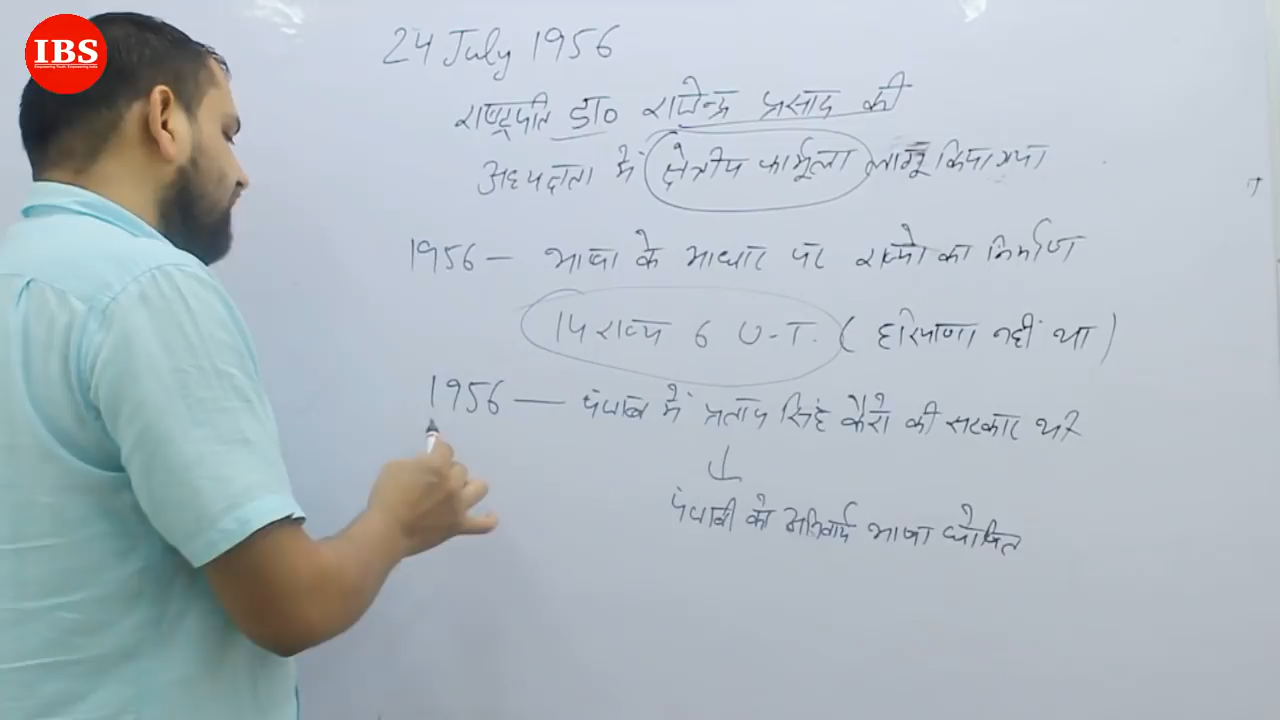 IBS
24 July 1956
राष्ट्रपति डा० राजेन्द्र प्रसाद की
अध्यक्षता में क्षेत्रीय फार्मूला लागू किया गया
1956 - भाषा के आधार पर राज्यो का निर्माण
14 राज्य 6 U.T. ( हरियाणा नहीं था )
1956 — पंजाब में प्रताप सिंह कैरो की सरकार थी
↓
पंजाबी को अनिवार्य भाषा घोषित